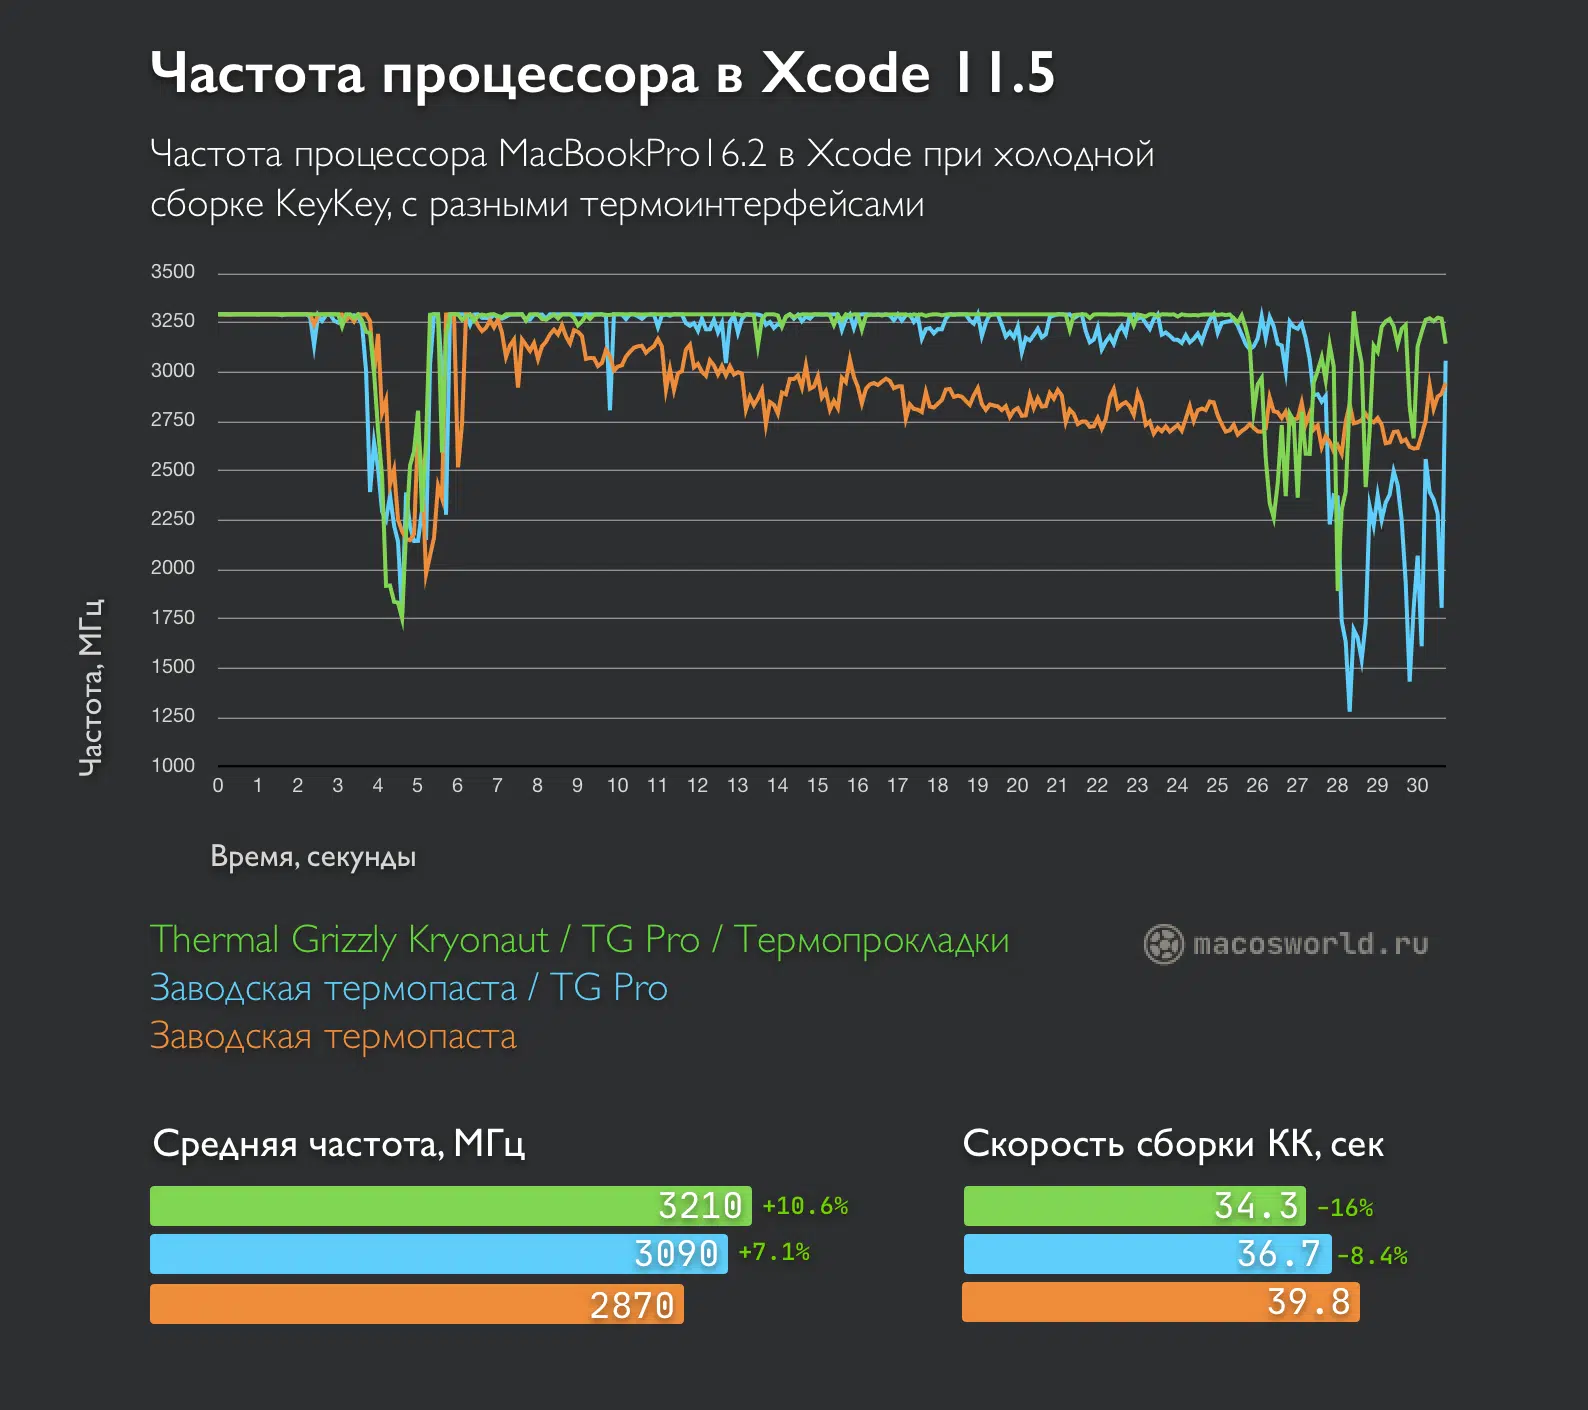 Частота процессора в Xcode 11.5
Частота процессора MacBookPro16.2 в Xcode при холодной
сборке KeyKey, с разными термоинтерфейсами
3500
3250
3000
2750
2500
2250
2000
1750
1500
1250
1000
Частота, МГц
0 1 2 3 4 5 6 7 8 9 10 11 12 13 14 15 16 17 18 19 20 21 22 23 24 25 26 27 28 29 30
Время, секунды
Thermal Grizzly Kryonaut / TG Pro / Термопрокладки
macosworld.ru
Заводская термопаста / TG Pro
Заводская термопаста
Средняя частота, МГц
3210 +10.6%
3090 +7.1%
2870
Скорость сборки КК, сек
34.3 -16%
36.7 -8.4%
39.8